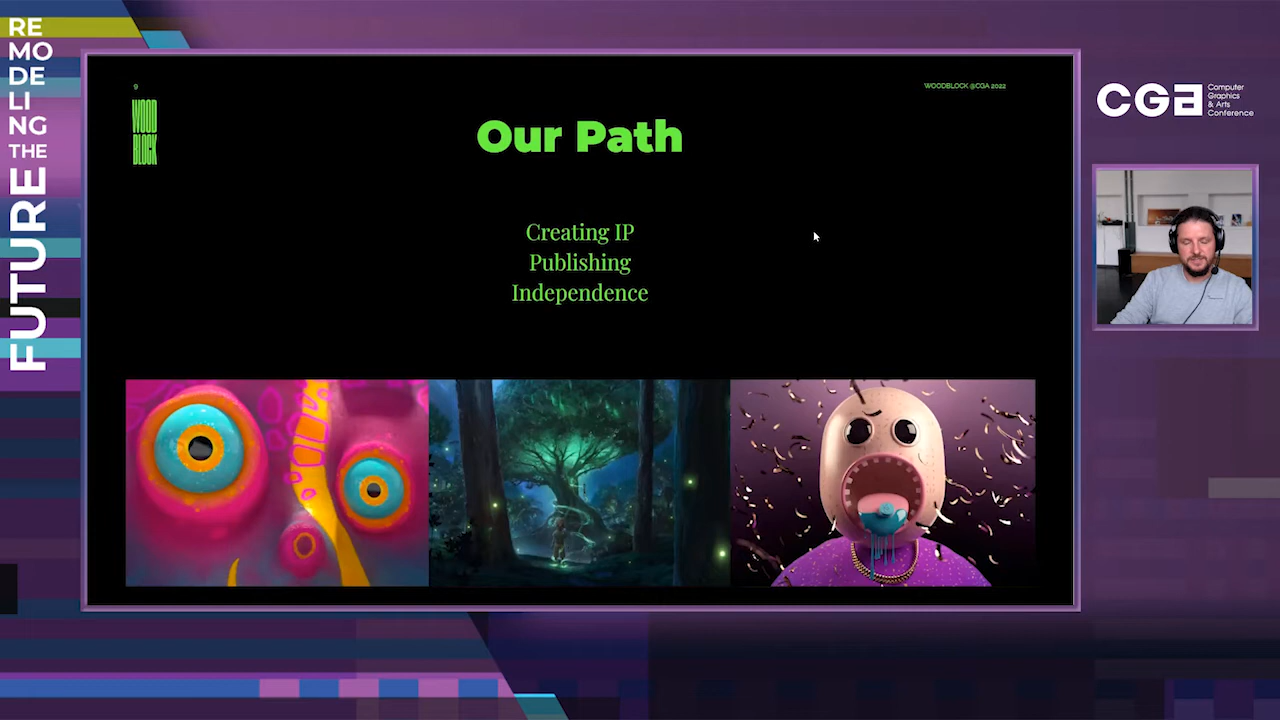 RE
MO
DE
LI
NG
THE
FUTURE
9
WOOD
BLOCK
WOODBLOCK @CGA 2022
Our Path
Creating IP
Publishing
Independence
CGA
Computer
Graphics
& Arts
Conference